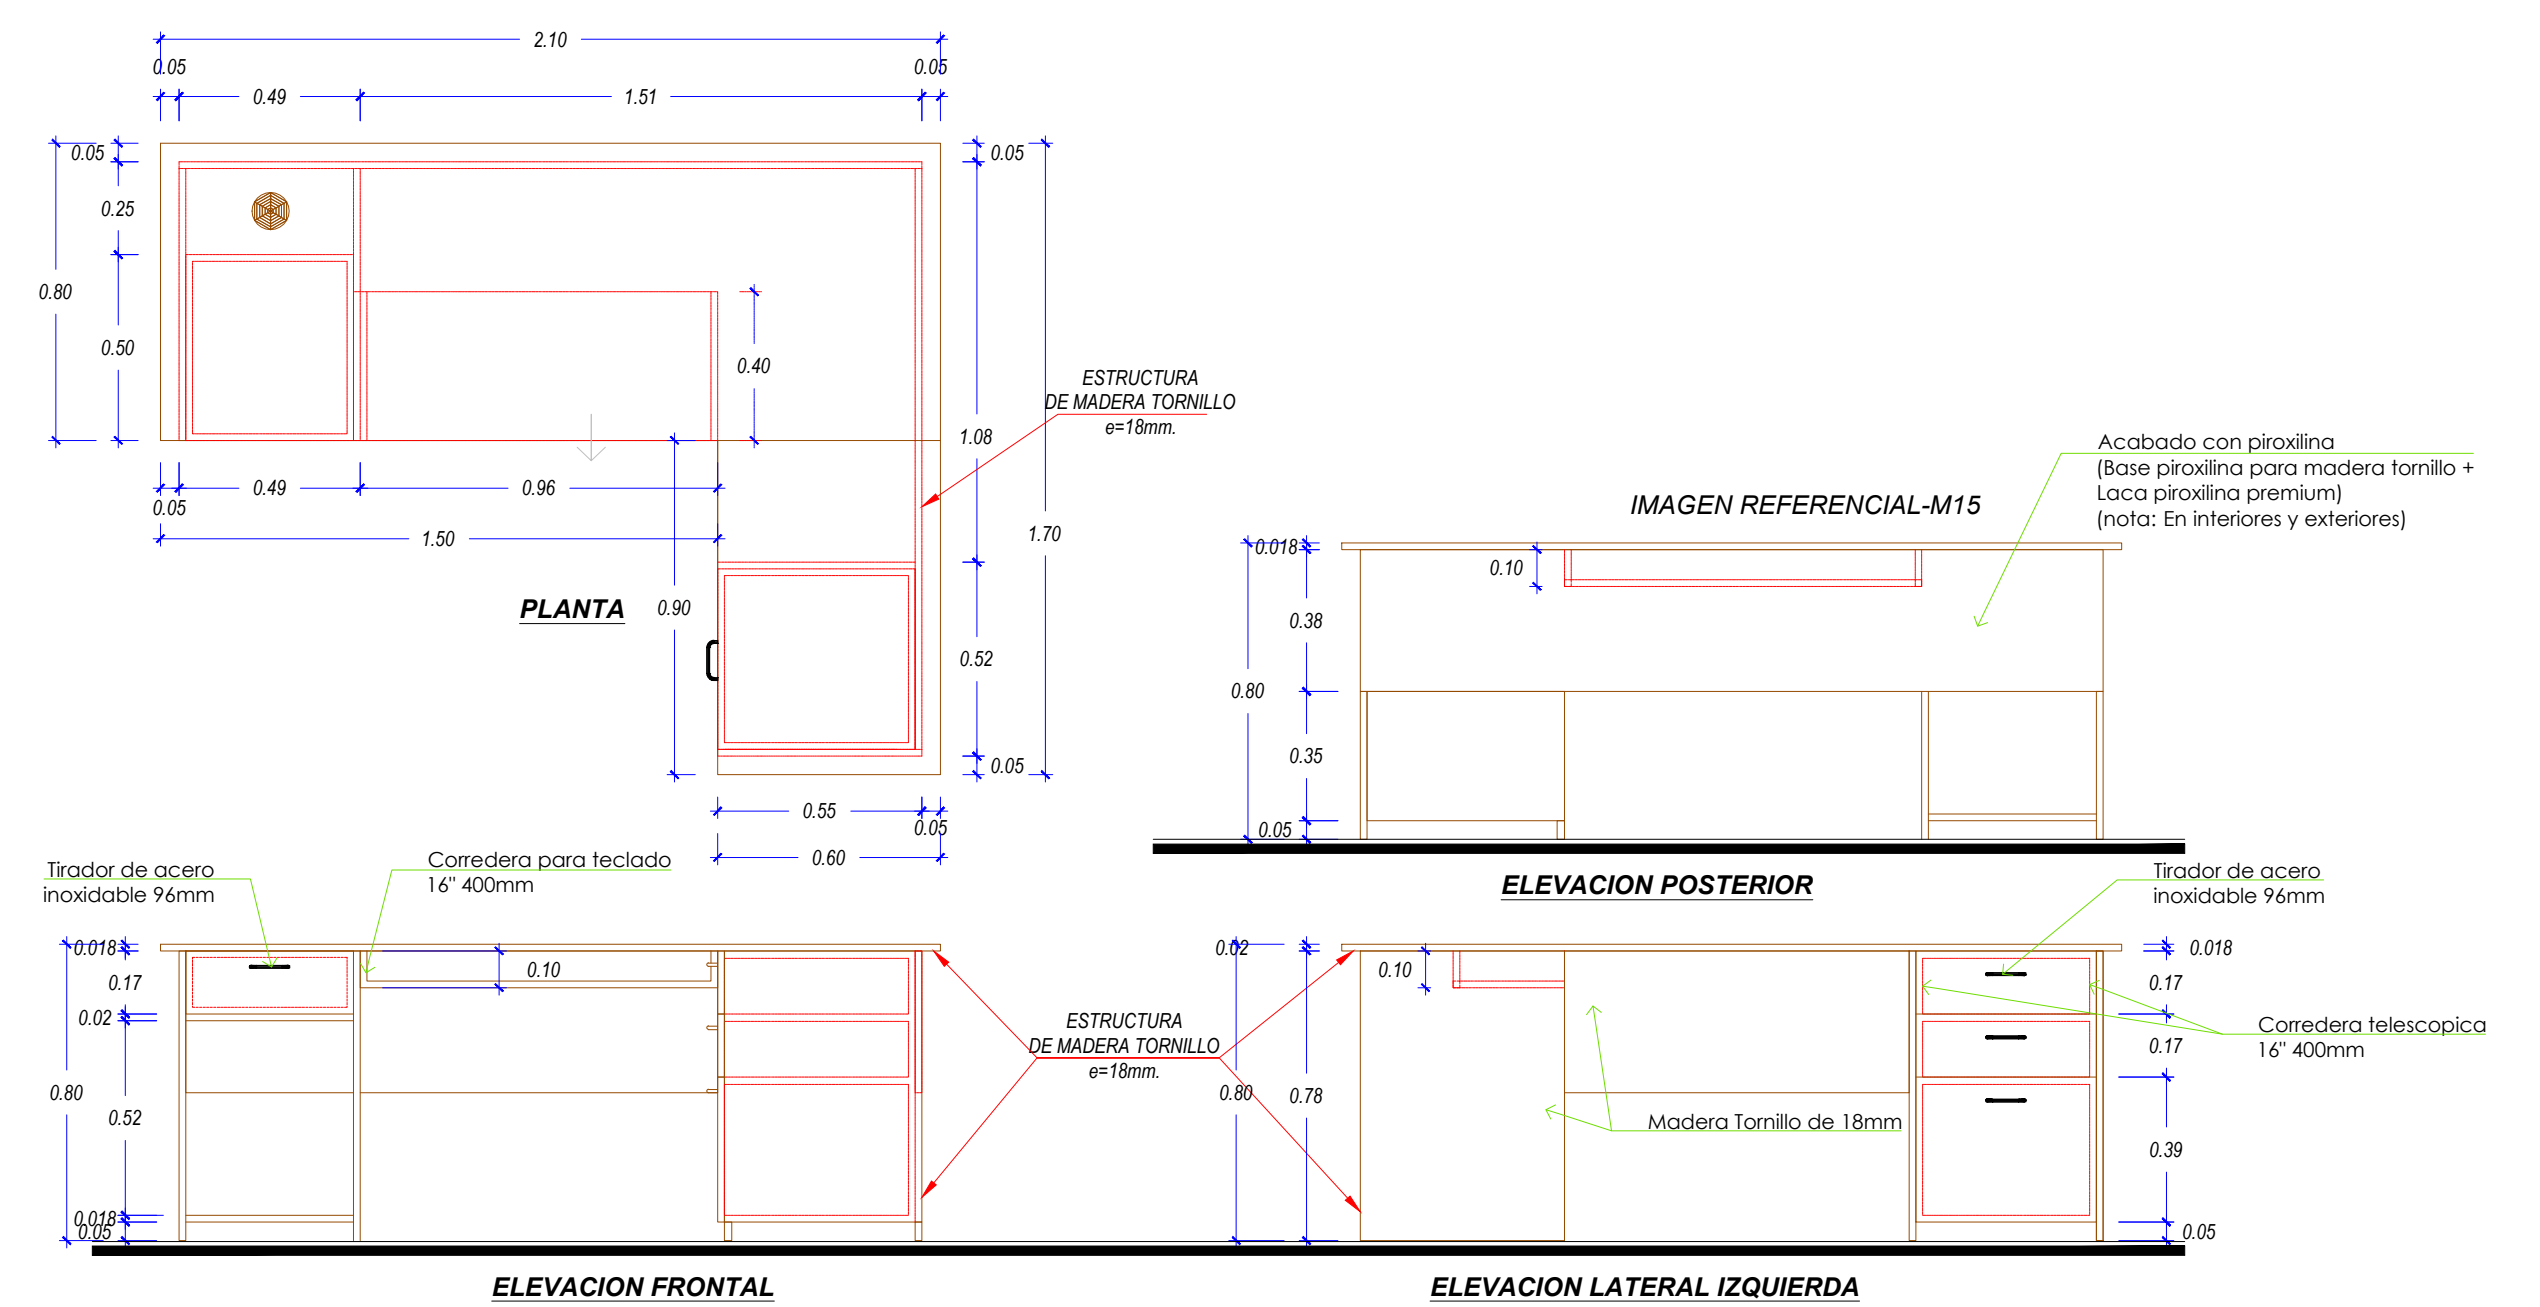 2.10
0.05
0.05
0.49
1.51
0.05
0.05
0.25
0.80
0.50
0.40
ESTRUCTURA
DE MADERA TORNILLO
e=18mm.
1.08
0.49
0.96
0.05
1.50
1.70
PLANTA
0.90
0.52
0.05
0.55
0.05
0.60
Acabado con piroxilina
(Base piroxilina para madera tornillo +
Laca piroxilina premium)
(nota: En interiores y exteriores)
IMAGEN REFERENCIAL-M15
0.018
0.10
0.38
0.80
0.35
0.05
ELEVACION POSTERIOR
Tirador de acero
inoxidable 96mm
Corredera para teclado
16" 400mm
0.018
0.17
0.10
0.02
0.80
0.52
0.018
0.05
ESTRUCTURA
DE MADERA TORNILLO
e=18mm.
ELEVACION FRONTAL
Tirador de acero
inoxidable 96mm
0.02
0.018
0.10
0.17
Corredera telescopica
16" 400mm
0.17
0.80
0.78
Madera Tornillo de 18mm
0.39
0.05
ELEVACION LATERAL IZQUIERDA